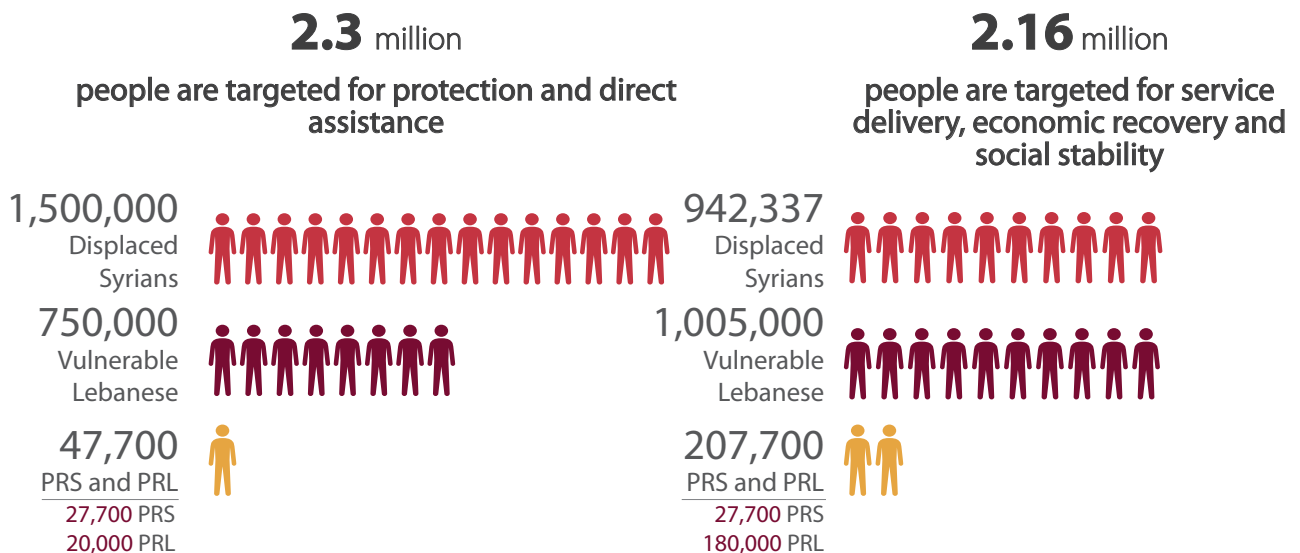 2.3 million
people are targeted for protection and direct
assistance
1,500,000
Displaced
Syrians
750,000
Vulnerable
Lebanese
47,700
PRS and PRL
27,700 PRS
20,000 PRL
2.16 million
people are targeted for service
delivery, economic recovery and
social stability
942,337
Displaced
Syrians
1,005,000
Vulnerable
Lebanese
207,700
PRS and PRL
27,700 PRS
180,000 PRL